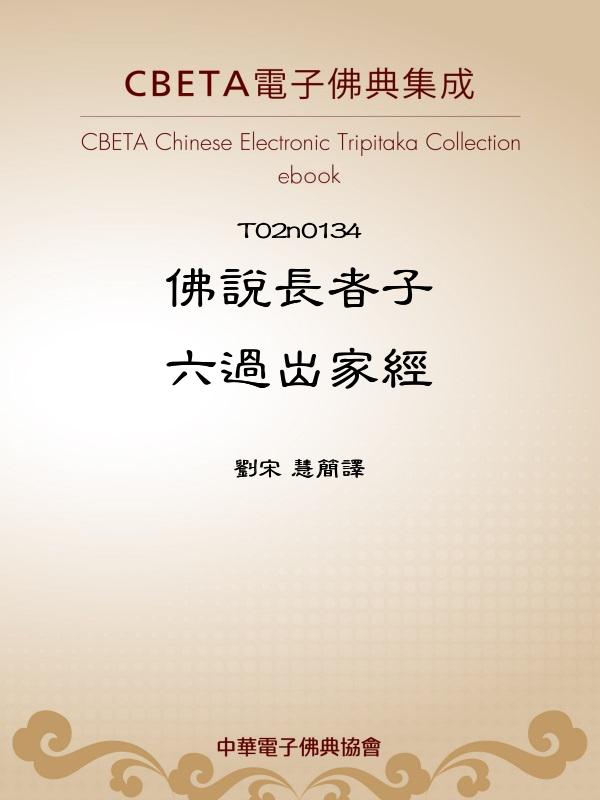 CBETA電子佛典集成
CBETA Chinese Electronic Tripitaka Collection
ebook
T02n0134
佛說長者子
六過出家經
劉宋 慧簡譯
中華電子佛典協會